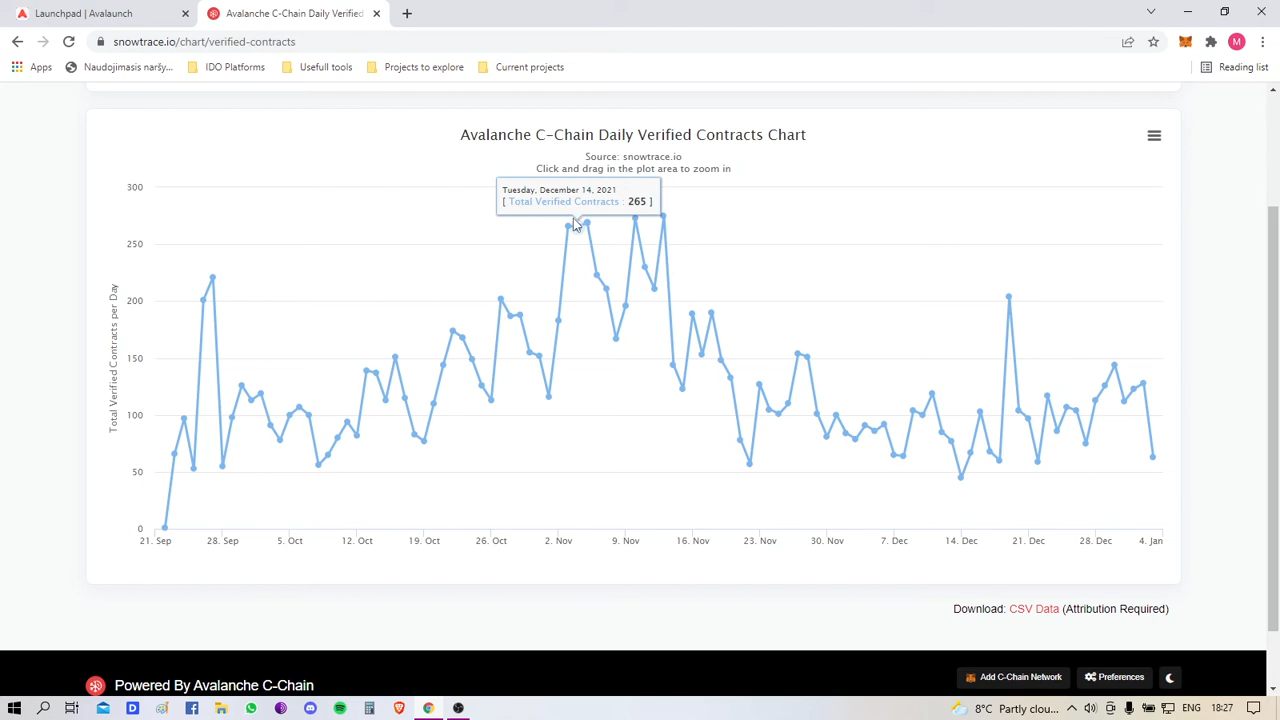 Launchpad | Avalaunch
Avalanche C-Chain Daily Verified
snowtrace.io/chart/verified-contracts
M
Apps
Naudojimasis naršy...
IDO Platforms
Usefull tools
Projects to explore
Current projects
Reading list
Avalanche C-Chain Daily Verified Contracts Chart
Source: snowtrace.io
Click and drag in the plot area to zoom in
Tuesday, December 14, 2021
[ Total Verified Contracts : 265 ]
Total Verified Contracts per Day
300
250
200
150
100
50
0
21. Sep 28. Sep 5. Oct 12. Oct 19. Oct 26. Oct 2. Nov 9. Nov 16. Nov 23. Nov 30. Nov 7. Dec 14. Dec 21. Dec 28. Dec 4. Jan
Download: CSV Data (Attribution Required)
Powered By Avalanche C-Chain
Add C-Chain Network
Preferences
8°C Partly clou...
ENG
18:27